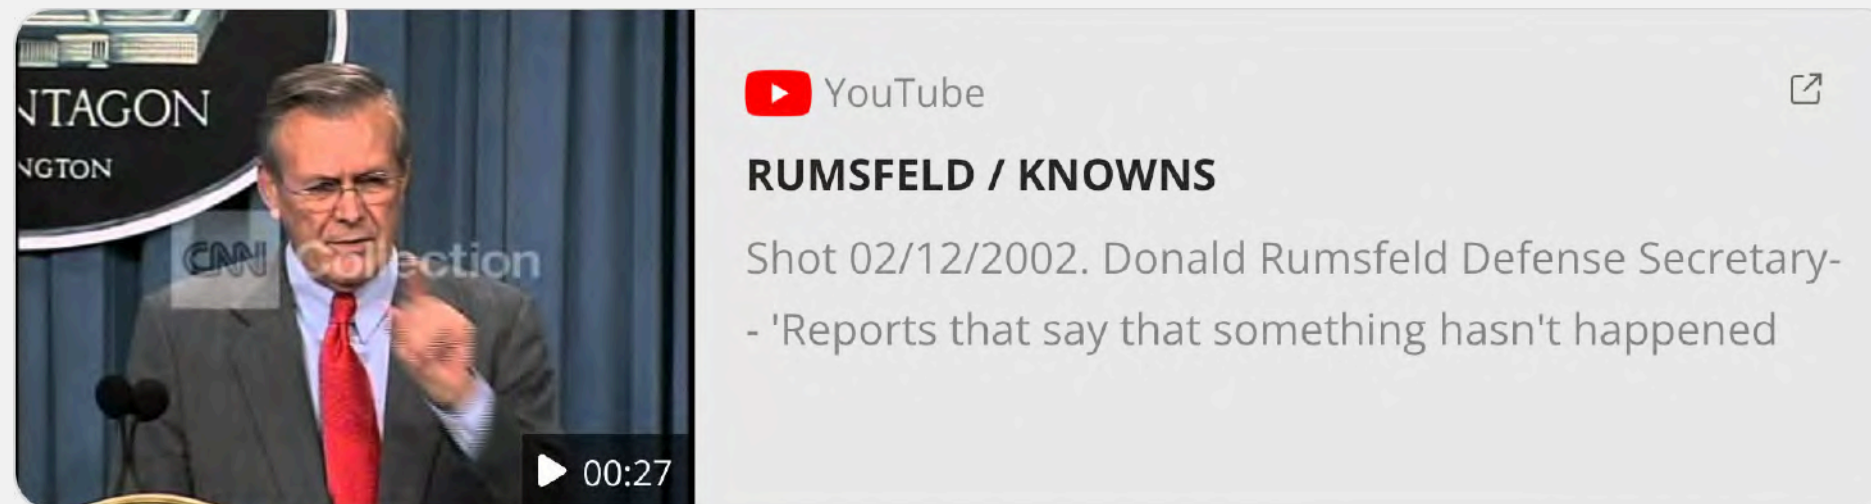 NTAGON
NGTON
CNN Collection
00:27
YouTube
RUMSFELD / KNOWNS
Shot 02/12/2002. Donald Rumsfeld Defense Secretary-
- 'Reports that say that something hasn't happened